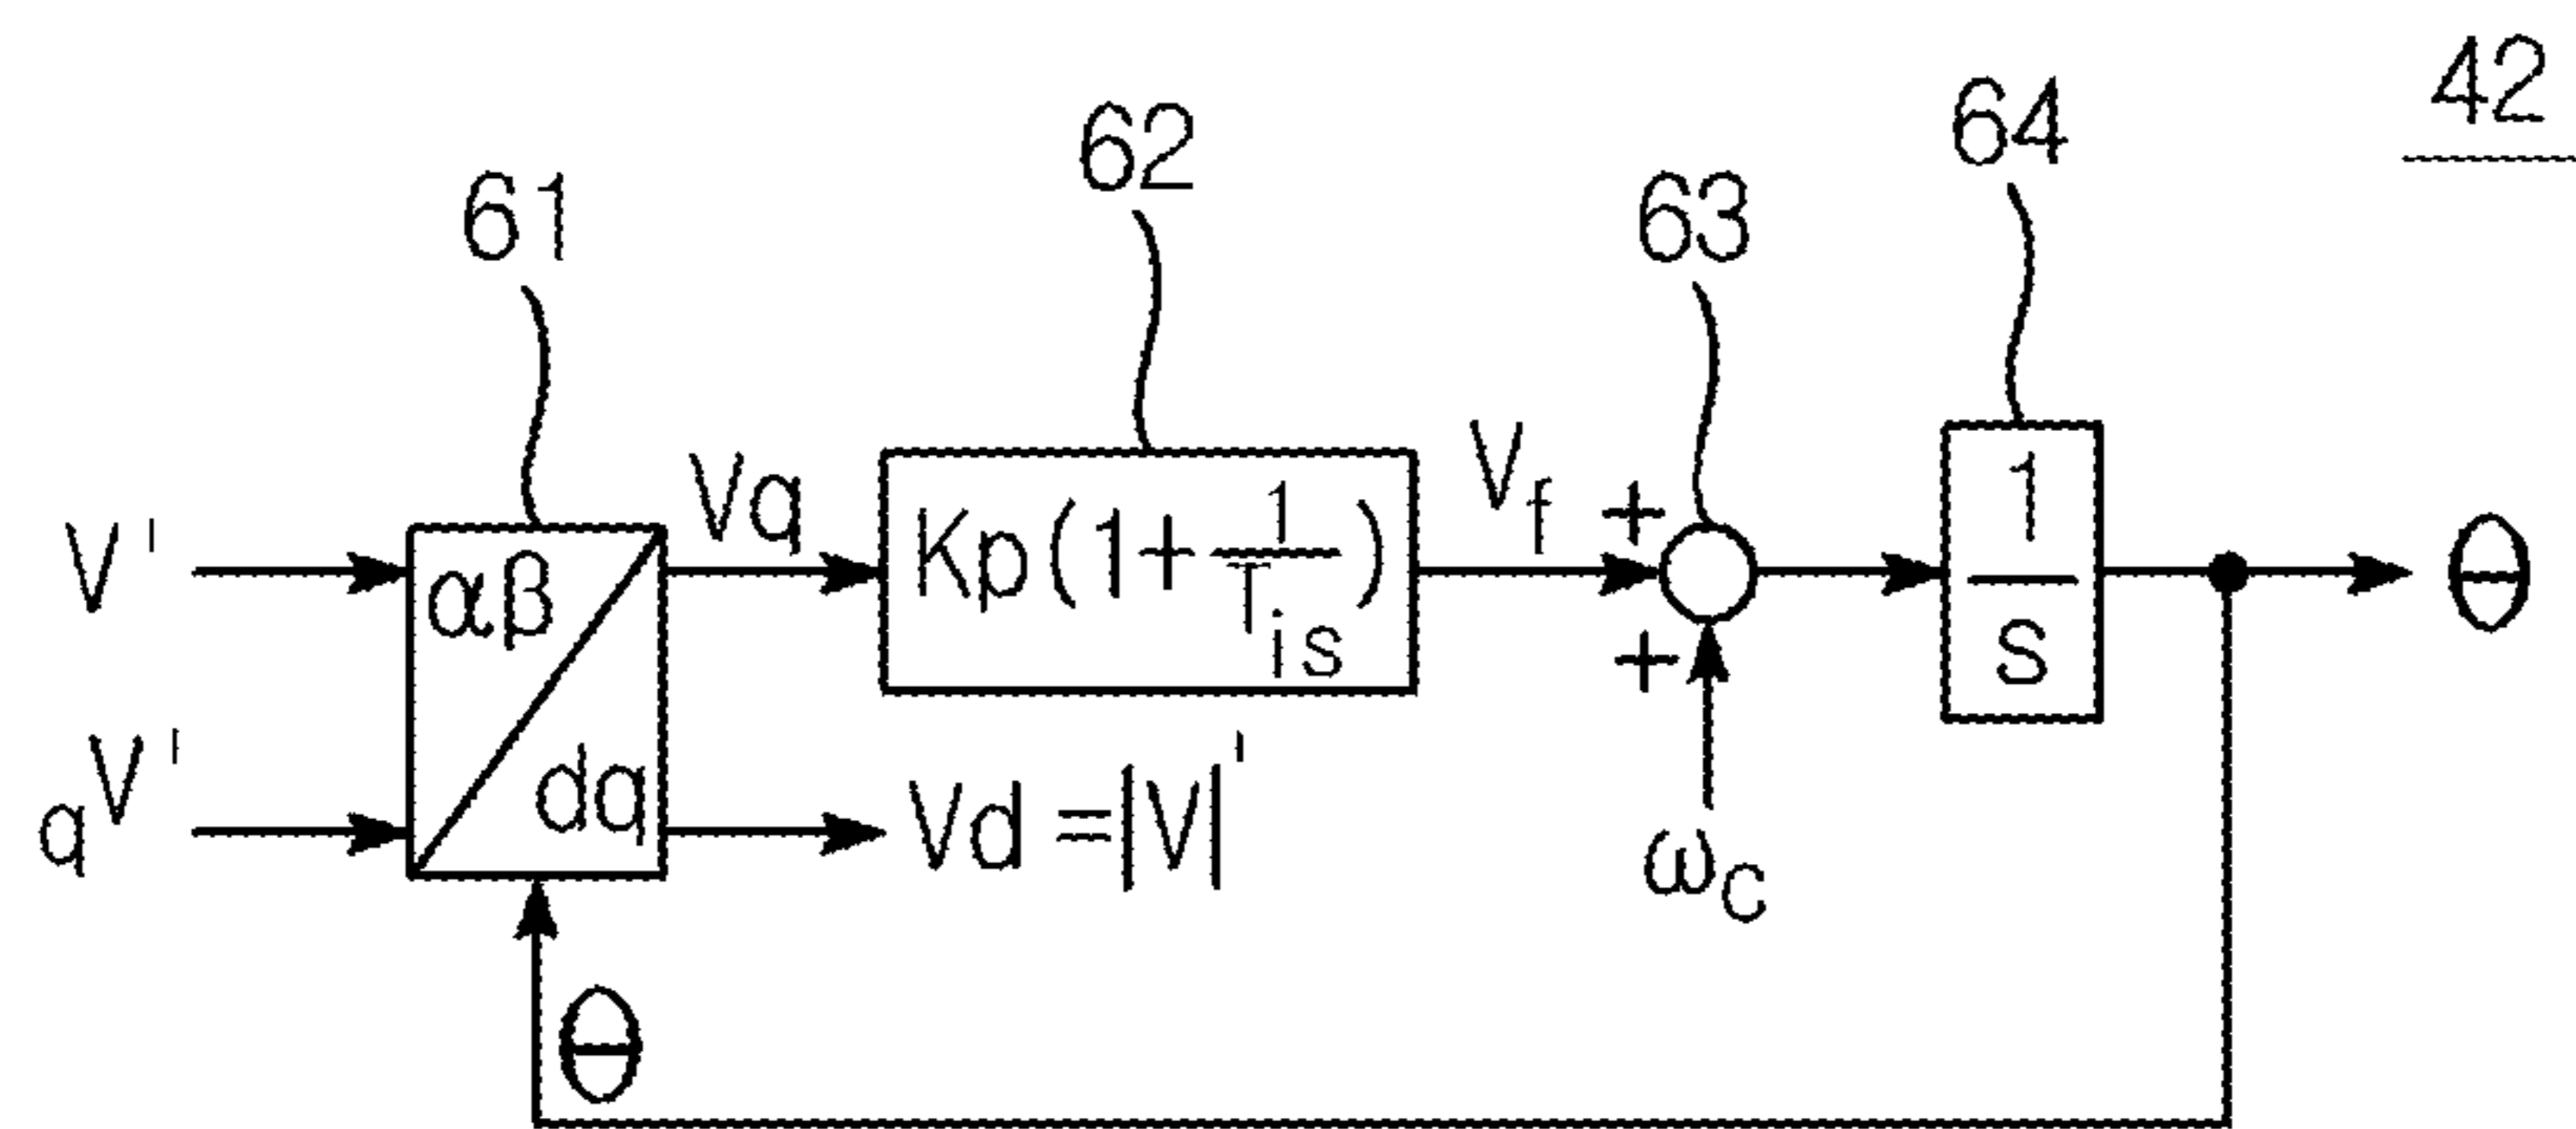 42
61
62
63
64
V'
qV'
αβ
dq
θ
Vq
Kp(1+1/Tis)
Vf
+
+
ωc
1/s
θ
Vd =|V|'